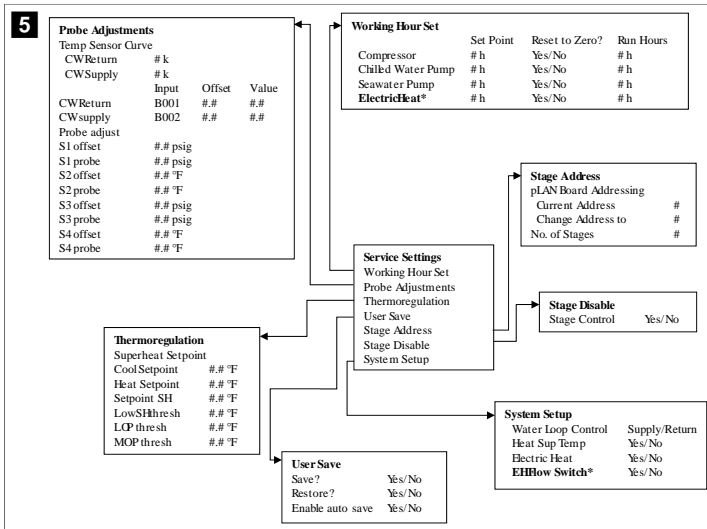 5
Probe Adjustments
Temp Sensor Curve
CWReturn # k
CWSupply # k
Input Offset Value
CWReturn B001 #.# #.#
CWsupply B002 #.# #.#
Probe adjust
S1 offset #.# psig
S1 probe #.# psig
S2 offset #.# °F
S2 probe #.# °F
S3 offset #.# psig
S3 probe #.# psig
S4 offset #.# °F
S4 probe #.# °F
Working Hour Set
Set Point Reset to Zero? Run Hours
Compressor # h Yes/No # h
Chilled Water Pump # h Yes/No # h
Seawater Pump # h Yes/No # h
ElectricHeat* # h Yes/No # h
Stage Address
pLAN Board Addressing
Current Address #
Change Address to #
No. of Stages #
Service Settings
Working Hour Set
Probe Adjustments
Thermoregulation
User Save
Stage Address
Stage Disable
System Setup
Stage Disable
Stage Control Yes/No
Thermoregulation
Superheat Setpoint
Cool Setpoint #.# °F
Heat Setpoint #.# °F
Setpoint SH #.# °F
LowSHthresh #.# °F
LOP thresh #.# °F
MOP thresh #.# °F
System Setup
Water Loop Control Supply/Return
Heat Sup Temp Yes/No
Electric Heat Yes/No
EHFlow Switch* Yes/No
User Save
Save? Yes/No
Restore? Yes/No
Enable auto save Yes/No